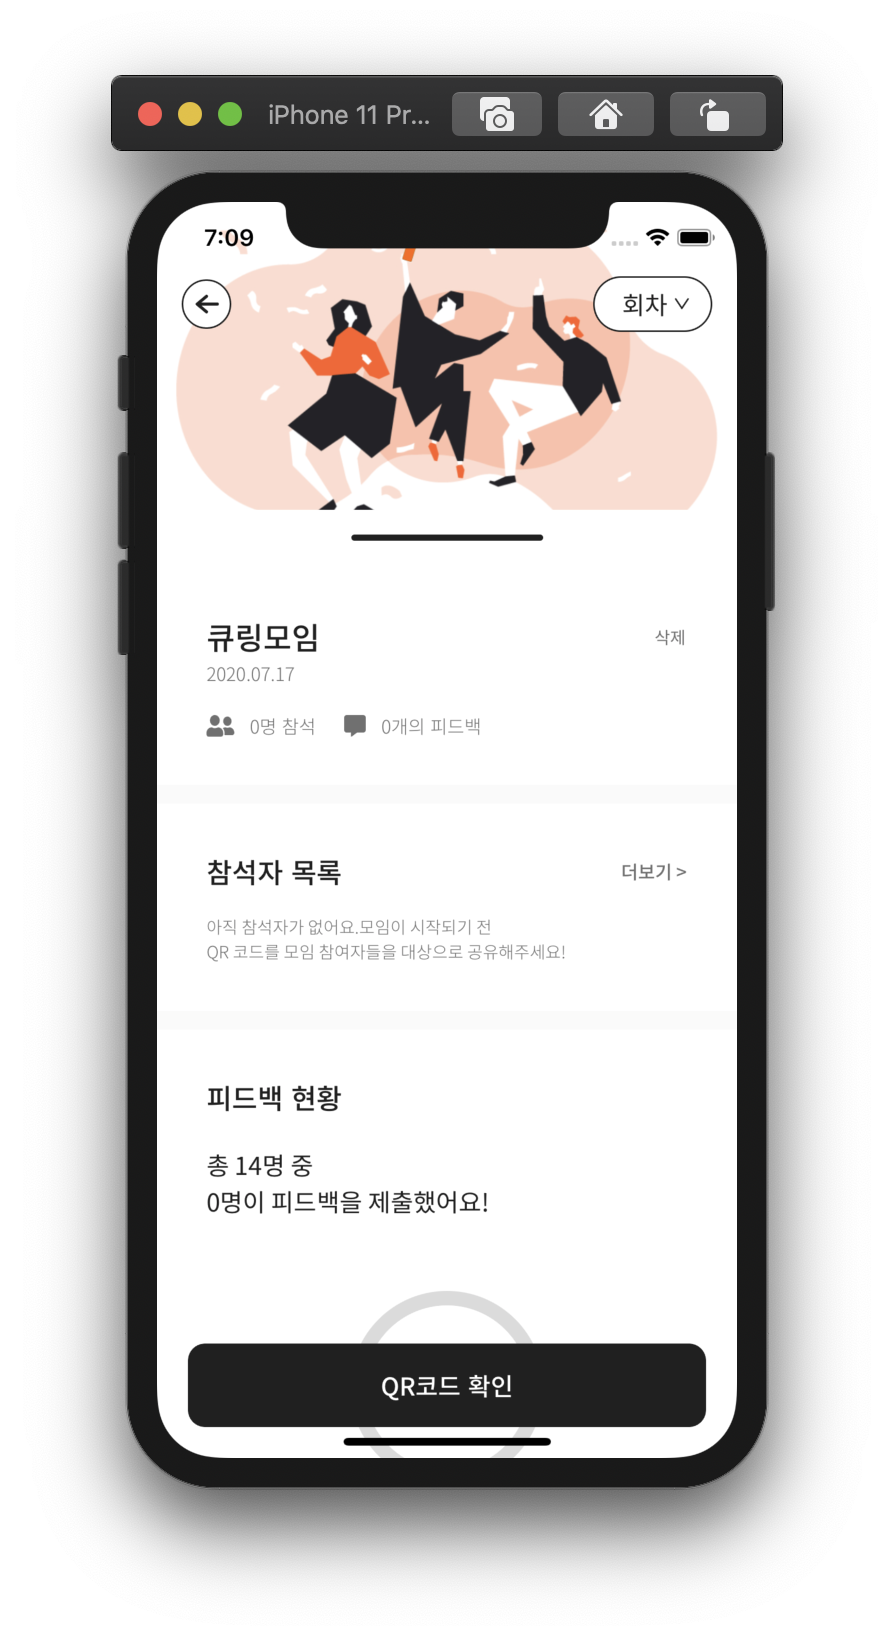 iPhone 11 Pr...
7:09
회차
큐링모임
삭제
2020.07.17
0명 참석
0개의 피드백
참석자 목록
더보기 >
아직 참석자가 없어요.모임이 시작되기 전
QR 코드를 모임 참여자들을 대상으로 공유해주세요!
피드백 현황
총 14명 중
0명이 피드백을 제출했어요!
QR코드 확인